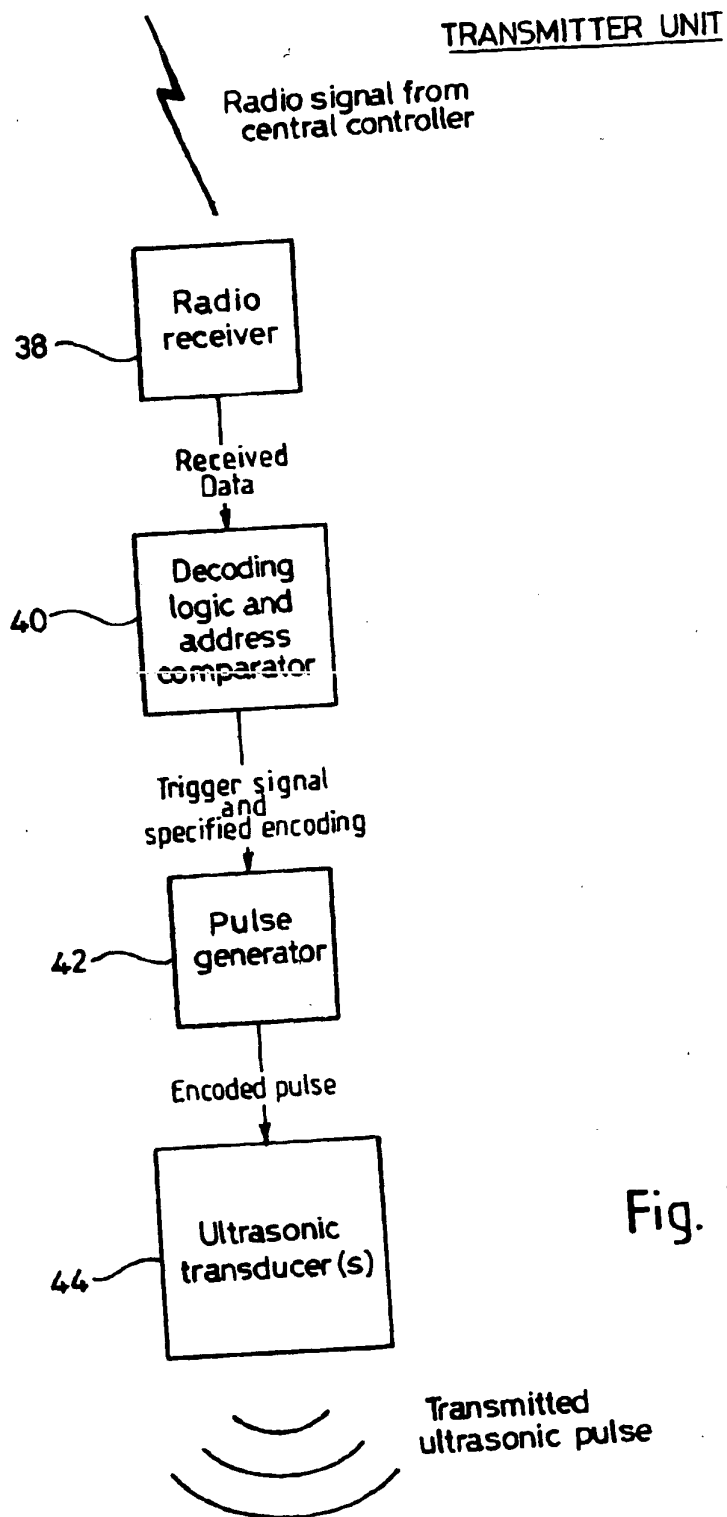 TRANSMITTER UNIT
Radio signal from
central controller
Radio
receiver
38
Received
Data
Decoding
logic and
address
comparator
40
Trigger signal
and
specified encoding
Pulse
generator
42
Encoded pulse
Ultrasonic
transducer(s)
44
Fig.
Transmitted
ultrasonic pulse